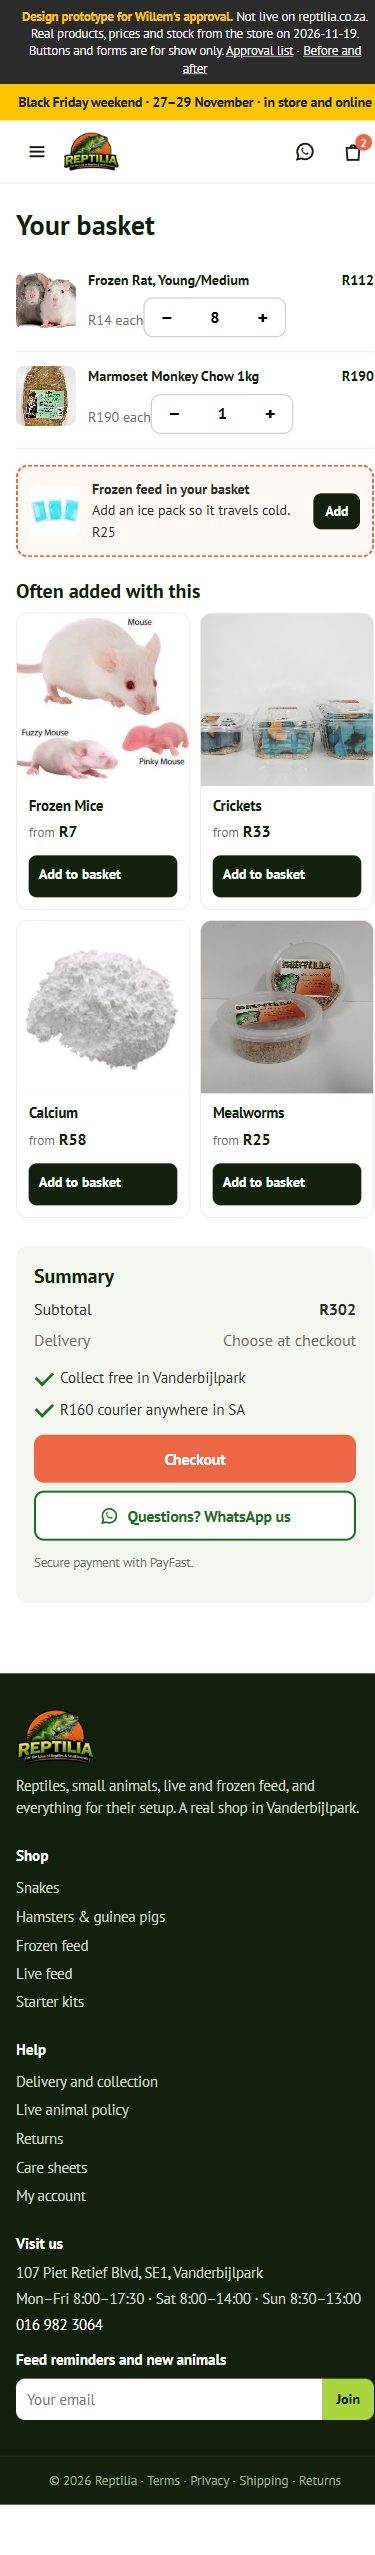 Design prototype for Willem's approval. Not live on reptilia.co.za.
Real products, prices and stock from the store on 2026-11-19.
Buttons and forms are for show only. Approval list · Before and
after
Black Friday weekend · 27–29 November · in store and online
REPTILIA
2
Your basket
Frozen Rat, Young/Medium R112
R14 each − 8 +
Marmoset Monkey Chow 1kg R190
R190 each − 1 +
Frozen feed in your basket
Add an ice pack so it travels cold.
R25
Add
Often added with this
Mouse
Fuzzy Mouse
Pinky Mouse
Frozen Mice
from R7
Add to basket
Crickets
from R33
Add to basket
REPTILIA
REPTILIA
Calcium
from R58
Add to basket
Mealworms
from R25
Add to basket
Summary
Subtotal R302
Delivery Choose at checkout
Collect free in Vanderbijlpark
R160 courier anywhere in SA
Checkout
Questions? WhatsApp us
Secure payment with PayFast.
REPTILIA
Reptiles, small animals, live and frozen feed, and
everything for their setup. A real shop in Vanderbijlpark.
Shop
Snakes
Hamsters & guinea pigs
Frozen feed
Live feed
Starter kits
Help
Delivery and collection
Live animal policy
Returns
Care sheets
My account
Visit us
107 Piet Retief Blvd, SE1, Vanderbijlpark
Mon–Fri 8:00–17:30 · Sat 8:00–14:00 · Sun 8:30–13:00
016 982 3064
Feed reminders and new animals
Your email Join
© 2026 Reptilia · Terms · Privacy · Shipping · Returns